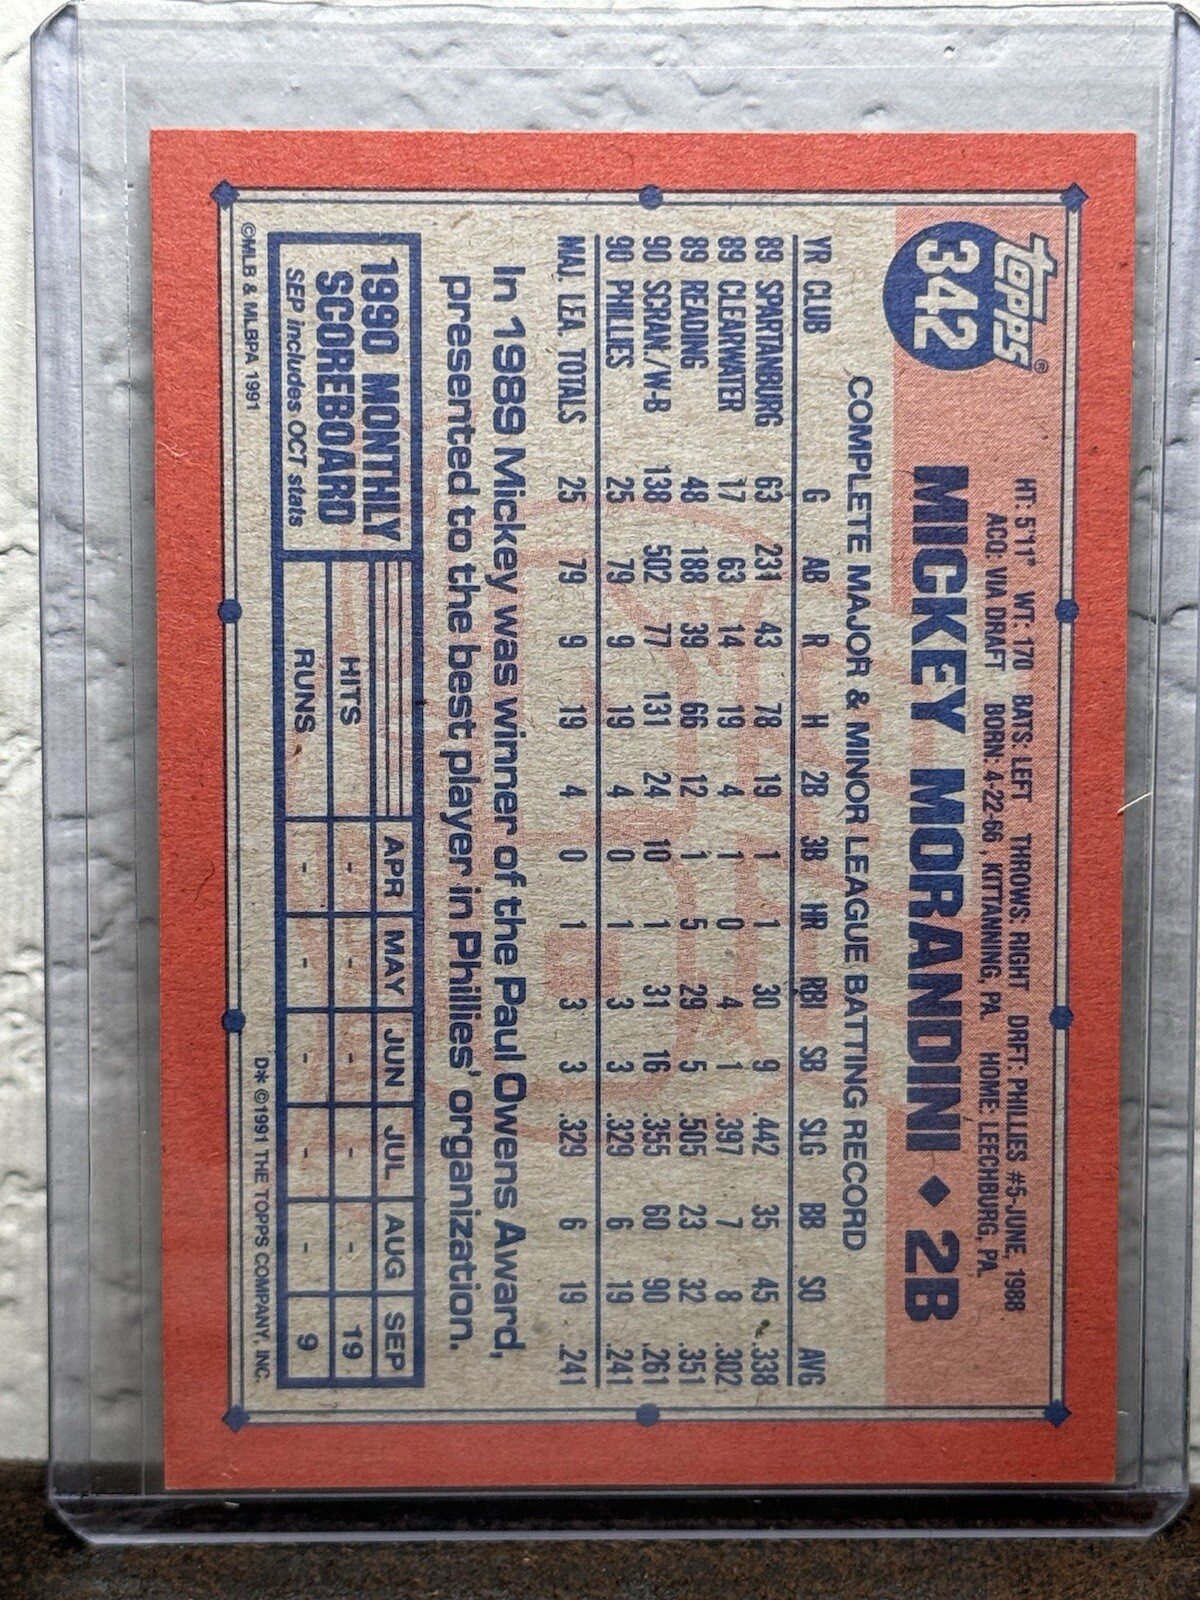 topps®
342
HT: 5'11" WT: 170 BATS: LEFT THROWS: RIGHT DRFT: PHILLIES #5-JUNE, 1988
ACQ: VIA DRAFT BORN: 4-22-66, KITTANNING, PA. HOME: LEECHBURG, PA.
MICKEY MORANDINI ♦ 2B
COMPLETE MAJOR & MINOR LEAGUE BATTING RECORD
YR CLUB G AB R H 2B 3B HR RBI SB SLG BB SO AVG
89 SPARTANBURG 63 231 43 78 19 1 1 30 9 .442 35 45 .338
89 CLEARWATER 17 63 14 19 4 1 0 4 1 .397 7 8 .302
89 READING 48 188 39 66 12 1 5 29 5 .505 23 32 .351
90 SCRAN./W-B 138 502 77 131 24 10 1 31 16 .355 60 90 .261
90 PHILLIES 25 79 9 19 4 0 1 3 3 .329 6 19 .241
MAJ. LEA. TOTALS 25 79 9 19 4 0 1 3 3 .329 6 19 .241
In 1989 Mickey was winner of the Paul Owens Award,
presented to the best player in Phillies' organization.
1990 MONTHLY
SCOREBOARD
SEP includes OCT stats
APR MAY JUN JUL AUG SEP
HITS - - - - - 19
RUNS - - - - - 9
©MLB & MLBPA 1991
D* ©1991 THE TOPPS COMPANY, INC.